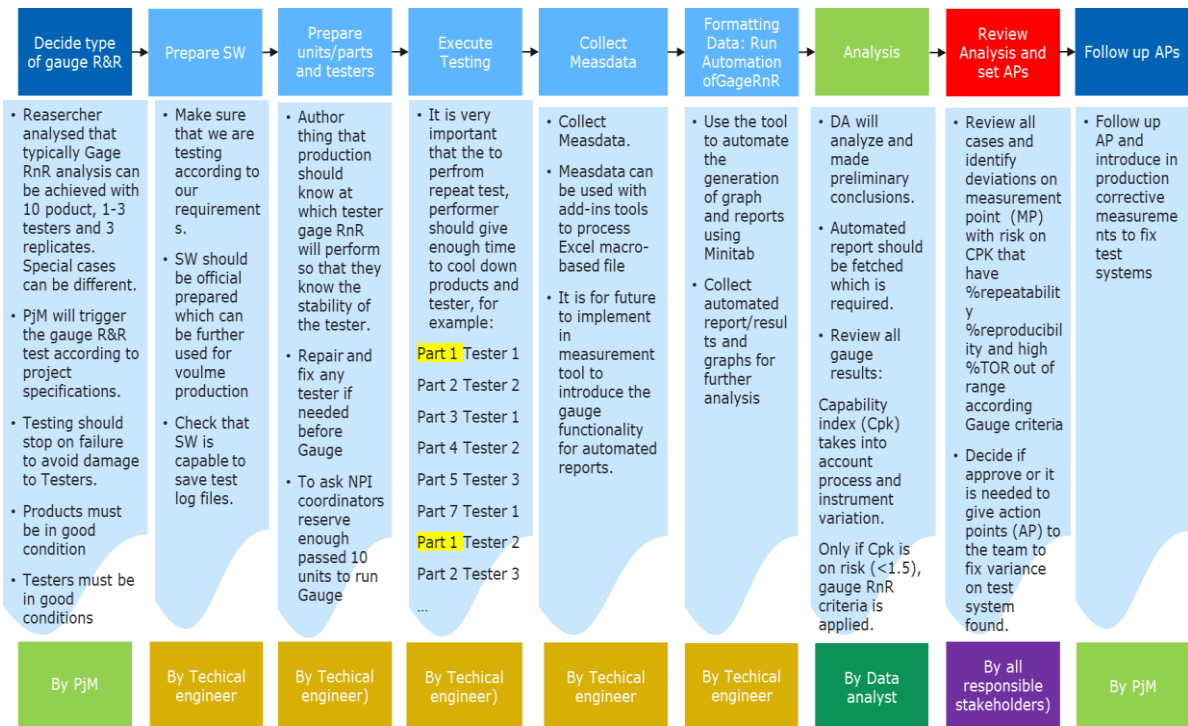 Decide type
of gauge R&R
Prepare SW
Prepare
units/parts
and testers
Execute
Testing
Collect
Measdata
Formatting
Data: Run
Automation
ofGageRnR
Analysis
Review
Analysis and
set APs
Follow up APs
• Reasercher
analysed that
typically Gage
RnR analysis can
be achieved with
10 poduct, 1-3
testers and 3
replicates.
Special cases
can be different.
• PjM will trigger
the gauge R&R
test according to
project
specifications.
• Testing should
stop on failure
to avoid damage
to Testers.
• Products must
be in good
condition
• Testers must be
in good
conditions
• Make sure
that we are
testing
according to
our
requirement
s.
• SW should
be official
prepared
which can
be further
used for
voulme
production
• Check that
SW is
capable to
save test
log files.
• Author
thing that
production
should
know at
which tester
gage RnR
will perform
so that they
know the
stability of
the tester.
• Repair and
fix any
tester if
needed
before
Gauge
• To ask NPI
coordinators
reserve
enough
passed 10
units to run
Gauge
• It is very
important
that the to
perfrom
repeat test,
performer
should give
enough time
to cool down
products and
tester, for
example:
Part 1 Tester 1
Part 2 Tester 2
Part 3 Tester 1
Part 4 Tester 2
Part 5 Tester 3
Part 7 Tester 1
Part 1 Tester 2
Part 2 Tester 3
...
• Collect
Measdata.
• Measdata can
be used with
add-ins tools
to process
Excel macro-
based file
• It is for future
to implement
in
measurement
tool to
introduce the
gauge
functionality
for automated
reports.
• Use the tool
to automate
the
generation
of graph
and reports
using
Minitab
• Collect
automated
report/resu
lts and
graphs for
further
analysis
• DA will
analyze and
made
preliminary
conclusions.
• Automated
report should
be fetched
which is
required.
• Review all
gauge
results:
Capability
index (Cpk)
takes into
account
process and
instrument
variation.
Only if Cpk is
on risk (<1.5),
gauge RnR
criteria is
applied.
• Review all
cases and
identify
deviations on
measurement
point (MP)
with risk on
CPK that
have
%repeatabilit
y
%reproducibi
lity and high
%TOR out of
range
according
Gauge criteria
• Decide if
approve or it
is needed to
give action
points (AP) to
the team to
fix variance
on test
system
found.
• Follow up
AP and
introduce in
production
corrective
measureme
nts to fix
test
systems
By PjM
By Techical
engineer
By Techical
engineer)
By Techical
engineer)
By Techical
engineer
By Techical
engineer
By Data
analyst
By all
responsible
stakeholders)
By PjM